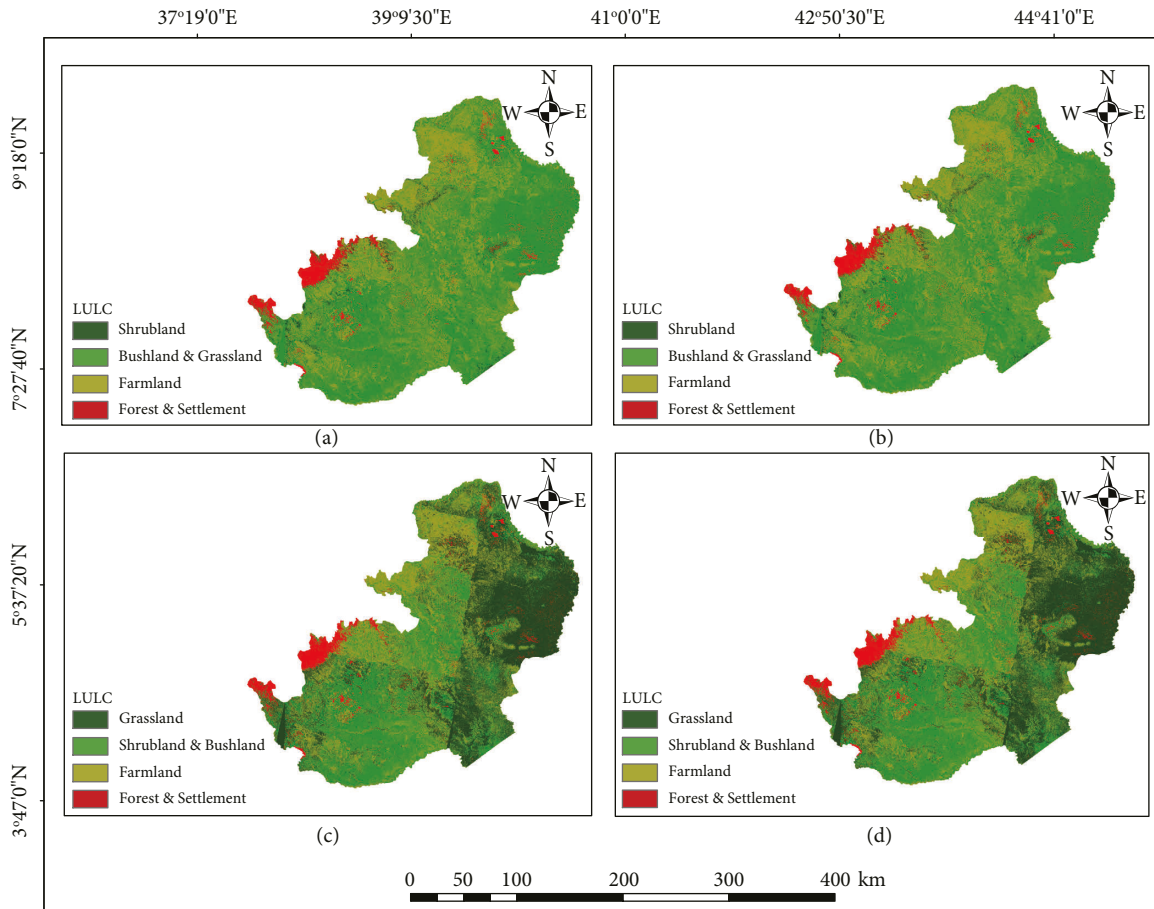 37°19'0"E 39°9'30"E 41°0'0"E 42°50'30"E 44°41'0"E
9°18'0"N
7°27'40"N
5°37'20"N
3°47'0"N
N
W E
S
LULC
Shrubland
Bushland & Grassland
Farmland
Forest & Settlement
(a)
N
W E
S
LULC
Shrubland
Bushland & Grassland
Farmland
Forest & Settlement
(b)
N
W E
S
LULC
Grassland
Shrubland & Bushland
Farmland
Forest & Settlement
(c)
N
W E
S
LULC
Grassland
Shrubland & Bushland
Farmland
Forest & Settlement
(d)
0 50 100 200 300 400 km